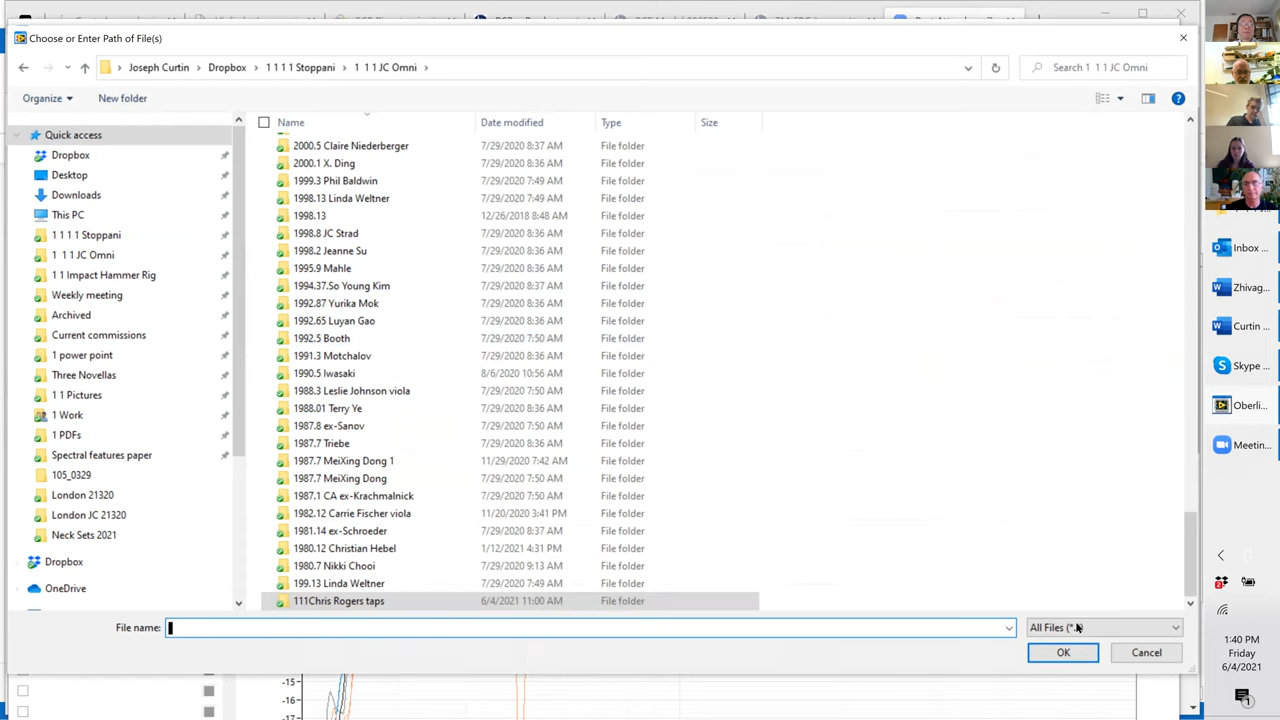 Choose or Enter Path of File(s)
Joseph Curtin > Dropbox > 1 1 1 1 Stoppani > 1 1 1 JC Omni >
Search 1 1 1 JC Omni
Organize
New folder
Quick access
Dropbox
Desktop
Downloads
This PC
1 1 1 1 Stoppani
1 1 1 JC Omni
1 1 Impact Hammer Rig
Weekly meeting
Archived
Current commissions
1 power point
Three Novellas
1 1 Pictures
1 Work
1 PDFs
Spectral features paper
105_0329
London 21320
London JC 21320
Neck Sets 2021
Dropbox
OneDrive
Name Date modified Type Size
2000.5 Claire Niederberger 7/29/2020 8:37 AM File folder
2000.1 X. Ding 7/29/2020 8:36 AM File folder
1999.3 Phil Baldwin 7/29/2020 7:49 AM File folder
1998.13 Linda Weltner 7/29/2020 8:36 AM File folder
1998.13 12/26/2018 8:48 AM File folder
1998.8 JC Strad 7/29/2020 8:36 AM File folder
1998.2 Jeanne Su 7/29/2020 8:36 AM File folder
1995.9 Mahle 7/29/2020 8:36 AM File folder
1994.37.So Young Kim 7/29/2020 8:37 AM File folder
1992.87 Yurika Mok 7/29/2020 8:36 AM File folder
1992.65 Luyan Gao 7/29/2020 8:36 AM File folder
1992.5 Booth 7/29/2020 7:50 AM File folder
1991.3 Motchalov 7/29/2020 8:36 AM File folder
1990.5 Iwasaki 8/6/2020 10:56 AM File folder
1988.3 Leslie Johnson viola 7/29/2020 7:50 AM File folder
1988.01 Terry Ye 7/29/2020 8:36 AM File folder
1987.8 ex-Sanov 7/29/2020 7:50 AM File folder
1987.7 Triebe 7/29/2020 8:36 AM File folder
1987.7 MeiXing Dong 1 11/29/2020 7:42 AM File folder
1987.7 MeiXing Dong 7/29/2020 7:50 AM File folder
1987.1 CA ex-Krachmalnick 7/29/2020 7:50 AM File folder
1982.12 Carrie Fischer viola 11/20/2020 3:41 PM File folder
1981.14 ex-Schroeder 7/29/2020 8:37 AM File folder
1980.12 Christian Hebel 1/12/2021 4:31 PM File folder
1980.7 Nikki Chooi 7/29/2020 9:13 AM File folder
199.13 Linda Weltner 7/29/2020 7:49 AM File folder
111Chris Rogers taps 6/4/2021 11:00 AM File folder
File name:
All Files (*.
OK
Cancel
-15
-16
-17
Inbox ...
Zhivag...
Curtin ...
Skype ...
Oberli...
Meetin...
2
1:40 PM
Friday
6/4/2021
1